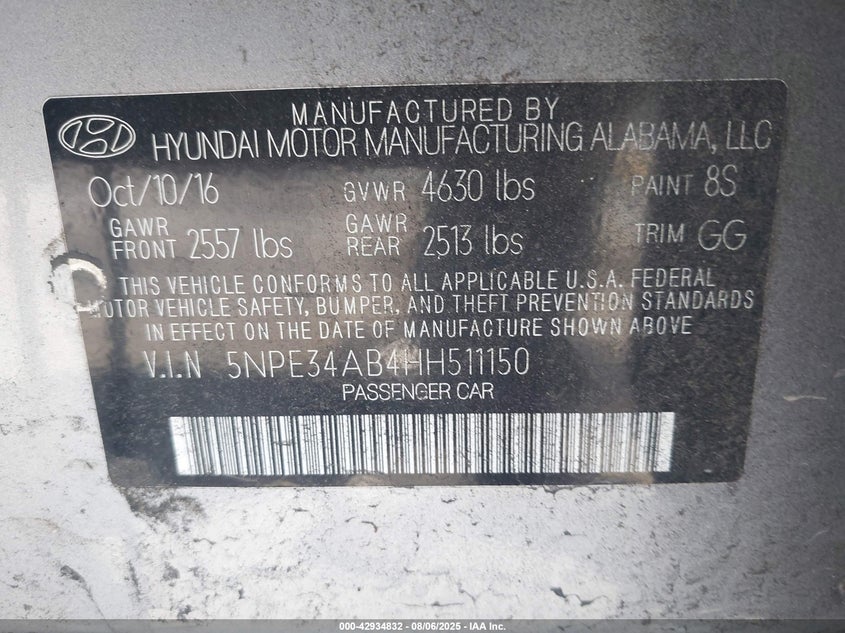 MANUFACTURED BY
HYUNDAI MOTOR MANUFACTURING ALABAMA, LLC
Oct/10/16 GVWR 4630 lbs PAINT 8S
GAWR FRONT 2557 lbs GAWR REAR 2513 lbs TRIM GG
THIS VEHICLE CONFORMS TO ALL APPLICABLE U.S.A. FEDERAL
MOTOR VEHICLE SAFETY, BUMPER, AND THEFT PREVENTION STANDARDS
IN EFFECT ON THE DATE OF MANUFACTURE SHOWN ABOVE
V.I.N 5NPE34AB4HH511150
PASSENGER CAR
000-42934832 - 08/06/2025 - IAA Inc.